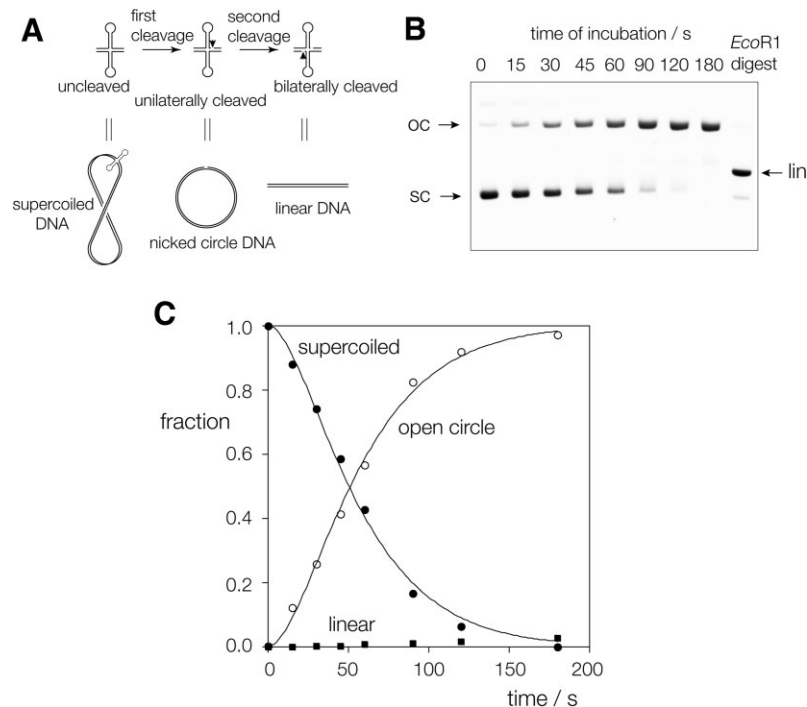 A
first
cleavage
second
cleavage
uncleaved
unilaterally cleaved
bilaterally cleaved
supercoiled
DNA
nicked circle DNA
linear DNA
B
time of incubation / s
EcoR1
digest
0 15 30 45 60 90 120 180
OC
SC
lin
C
1.0
0.8
0.6
0.4
0.2
0.0
fraction
supercoiled
open circle
linear
0 50 100 150 200
time / s